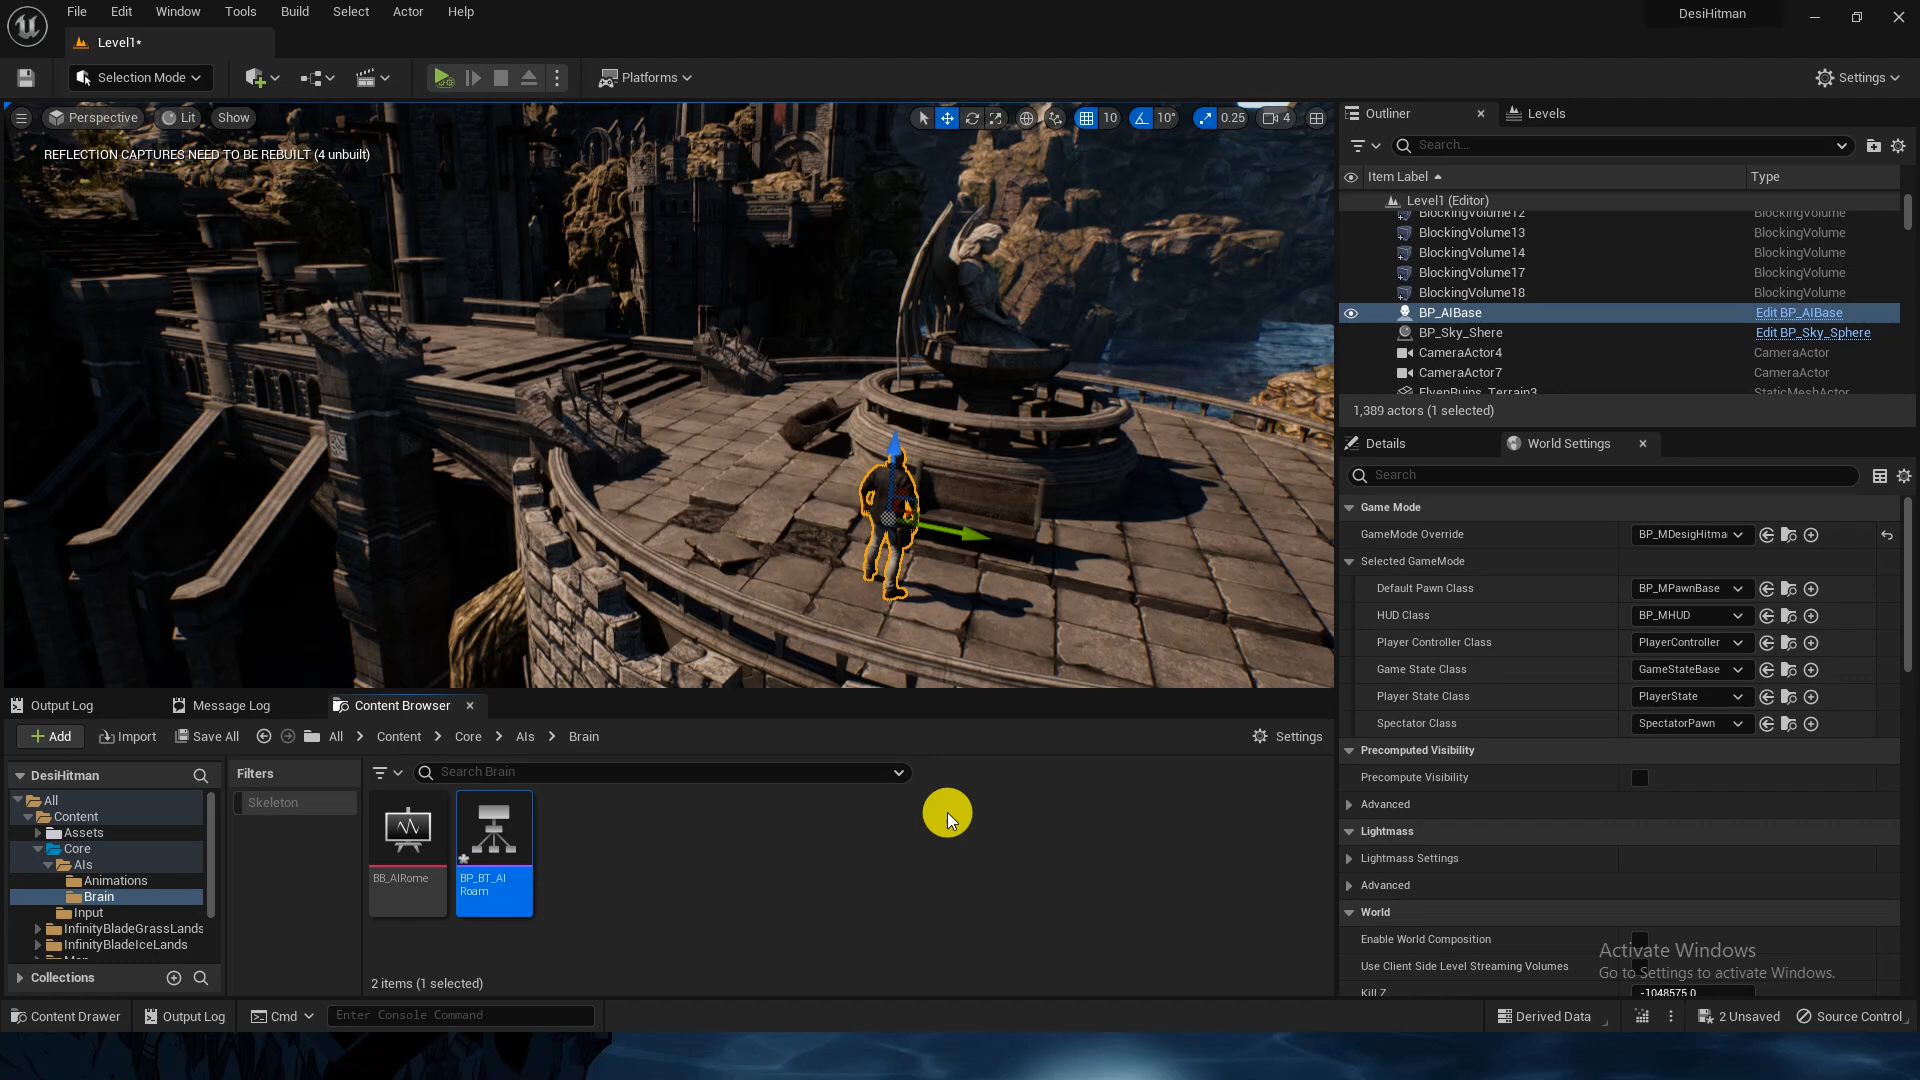 File Edit Window Tools Build Select Actor Help
DesiHitman
Level1*
Selection Mode
Platforms
Settings
Perspective
Lit
Show
10
10°
0.25
4
REFLECTION CAPTURES NEED TO BE REBUILT (4 unbuilt)
Outliner
Levels
Search...
Item Label
Type
Level1 (Editor)
BlockingVolume12 BlockingVolume
BlockingVolume13 BlockingVolume
BlockingVolume14 BlockingVolume
BlockingVolume17 BlockingVolume
BlockingVolume18 BlockingVolume
BP_AIBase Edit BP_AIBase
BP_Sky_Shere Edit BP_Sky_Sphere
CameraActor4 CameraActor
CameraActor7 CameraActor
ElvenRuins_Terrain3 StaticMeshActor
1,389 actors (1 selected)
Details
World Settings
Search
Game Mode
GameMode Override BP_MDesigHitma
Selected GameMode
Default Pawn Class BP_MPawnBase
HUD Class BP_MHUD
Player Controller Class PlayerController
Game State Class GameStateBase
Player State Class PlayerState
Spectator Class SpectatorPawn
Precomputed Visibility
Precompute Visibility
Advanced
Lightmass
Lightmass Settings
Advanced
World
Enable World Composition
Use Client Side Level Streaming Volumes
Kill Z -1048575.0
Activate Windows
Go to Settings to activate Windows.
Output Log
Message Log
Content Browser
Add
Import
Save All
All
Content
Core
AIs
Brain
Settings
DesiHitman
All
Content
Assets
Core
AIs
Animations
Brain
Input
InfinityBladeGrassLands
InfinityBladeIceLands
Collections
Filters
Skeleton
Search Brain
BB_AIRome
BP_BT_AI
Roam
2 items (1 selected)
Content Drawer
Output Log
Cmd
Enter Console Command
Derived Data
2 Unsaved
Source Control